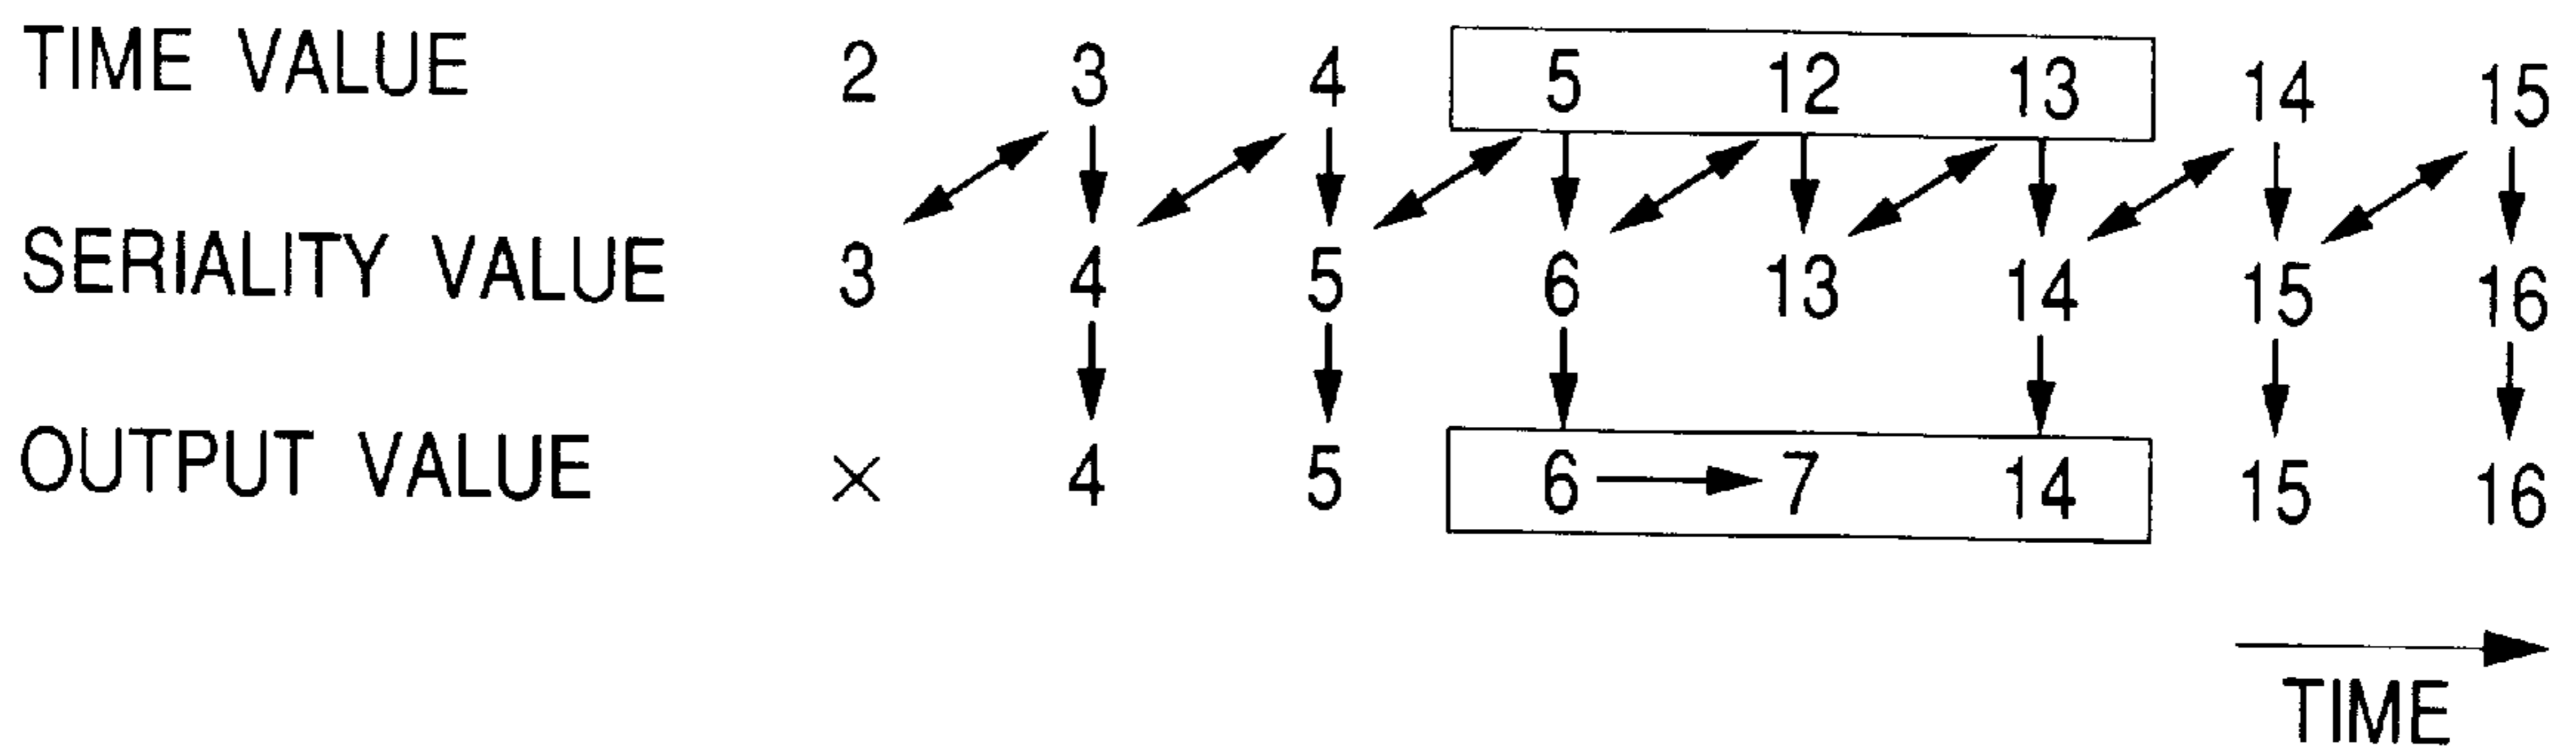 TIME VALUE 2 3 4 5 12 13 14 15
SERIALITY VALUE 3 4 5 6 13 14 15 16
OUTPUT VALUE × 4 5 6 7 14 15 16
TIME